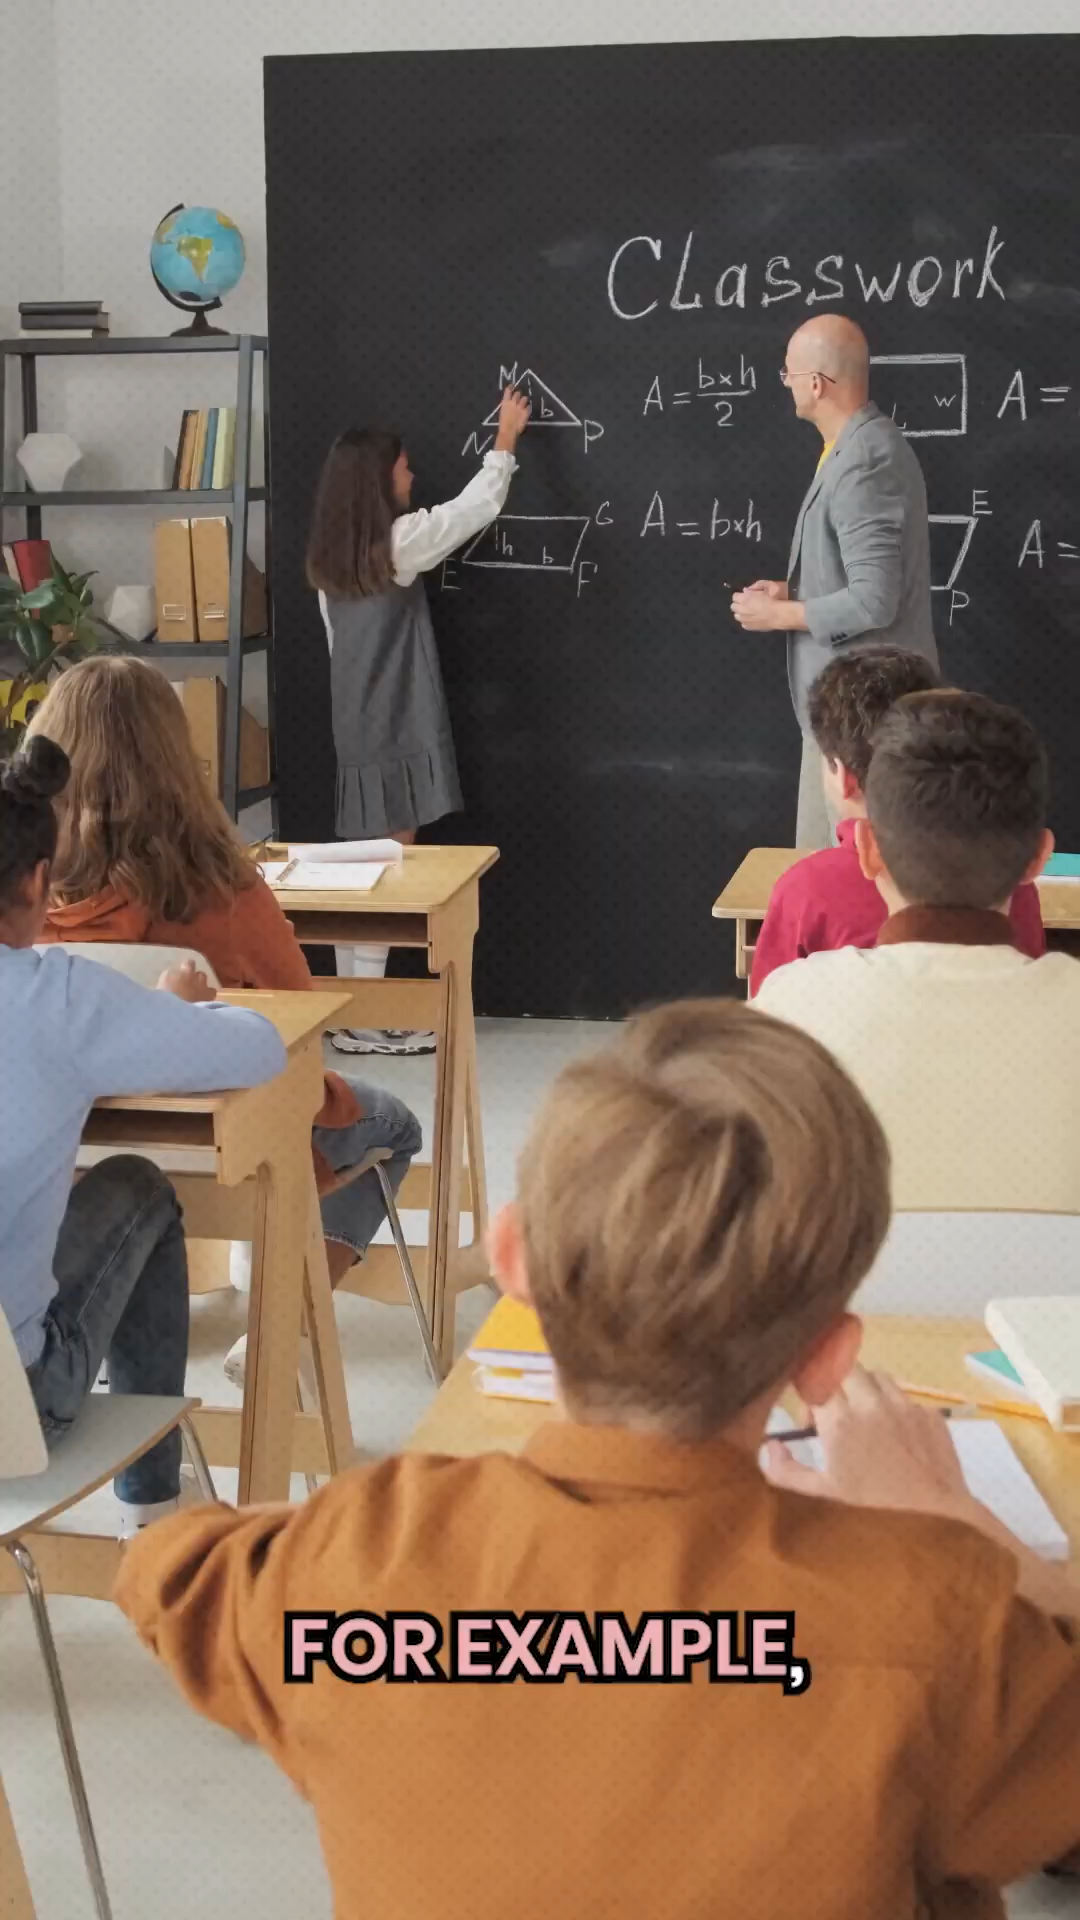 CLasswork
M
b
N P
A = b×h
2
w
A =
G
h b
E F
A = b×h
E
P
A =
FOR EXAMPLE,